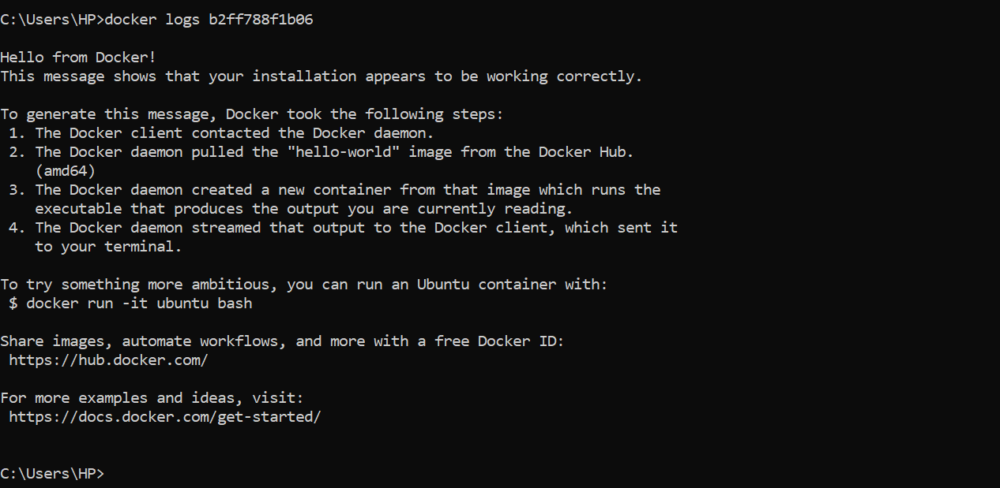 C:\Users\HP>docker logs b2ff788f1b06
Hello from Docker!
This message shows that your installation appears to be working correctly.
To generate this message, Docker took the following steps:
1. The Docker client contacted the Docker daemon.
2. The Docker daemon pulled the "hello-world" image from the Docker Hub.
(amd64)
3. The Docker daemon created a new container from that image which runs the
executable that produces the output you are currently reading.
4. The Docker daemon streamed that output to the Docker client, which sent it
to your terminal.
To try something more ambitious, you can run an Ubuntu container with:
$ docker run -it ubuntu bash
Share images, automate workflows, and more with a free Docker ID:
https://hub.docker.com/
For more examples and ideas, visit:
https://docs.docker.com/get-started/
C:\Users\HP>